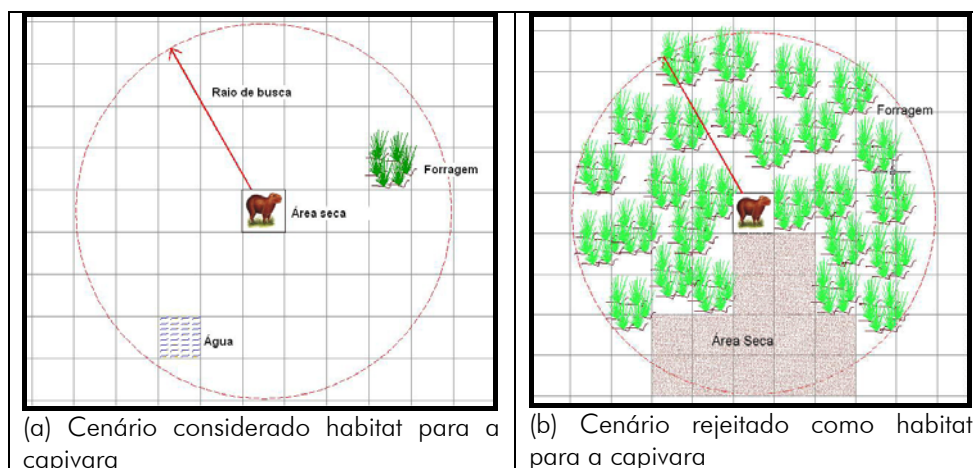 Raio de busca
Forragem
Área seca
Água
(a) Cenário considerado habitat para a
capivara
Forragem
Área Seca
(b) Cenário rejeitado como habitat
para a capivara